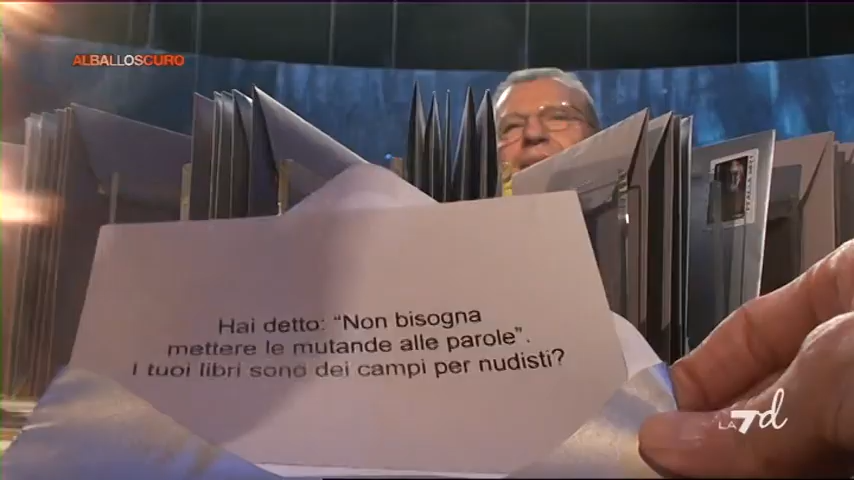 ALBALLOSCURO
Hai detto: “Non bisogna
mettere le mutande alle parole”.
I tuoi libri sono dei campi per nudisti?
LA7d